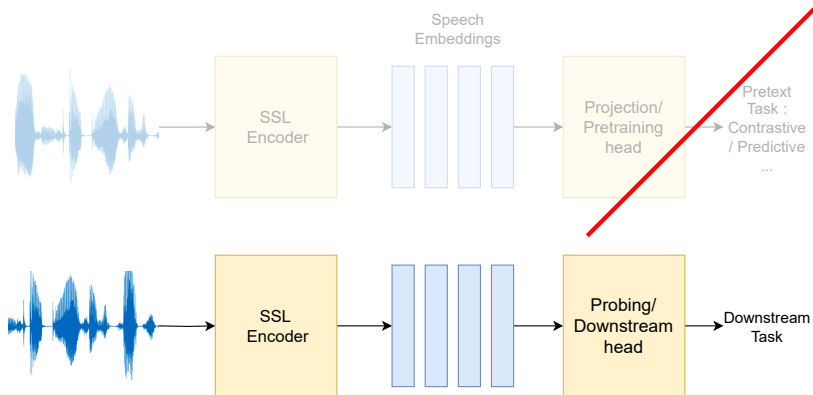 Speech
Embeddings
SSL
Encoder
Projection/
Pretraining
head
Pretext
Task :
Contrastive
/ Predictive
...
SSL
Encoder
Probing/
Downstream
head
Downstream
Task